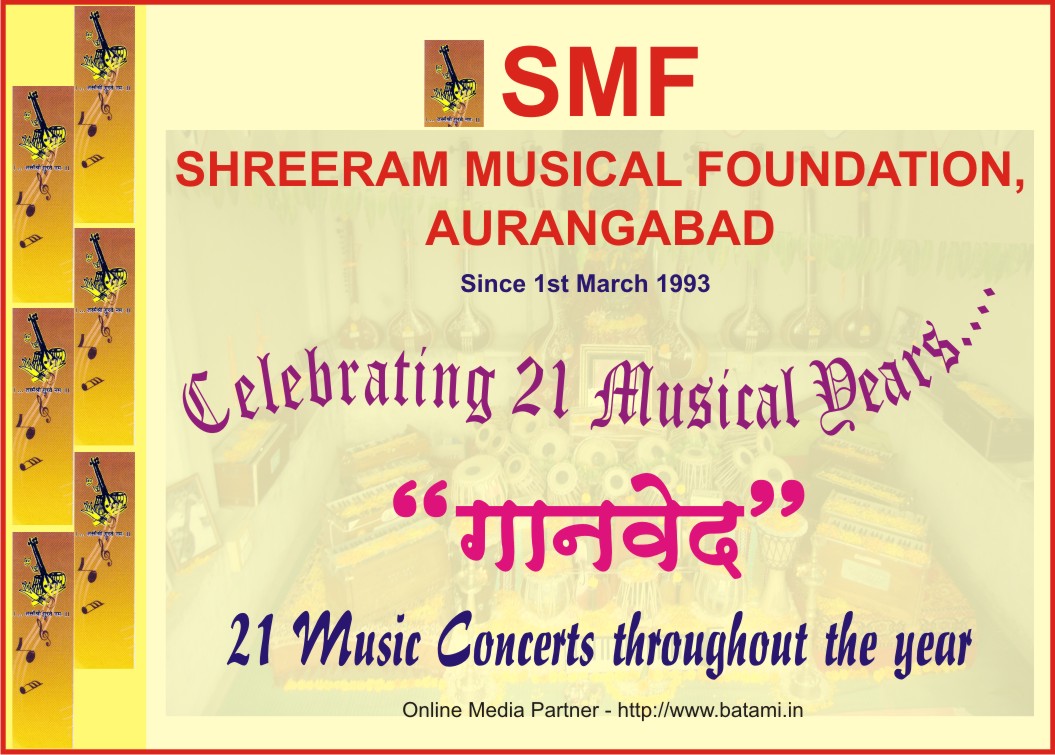 SMF
SHREERAM MUSICAL FOUNDATION,
AURANGABAD
Since 1st March 1993
Celebrating 21 Musical Years...
“गानवेद”
21 Music Concerts throughout the year
Online Media Partner - http://www.batami.in